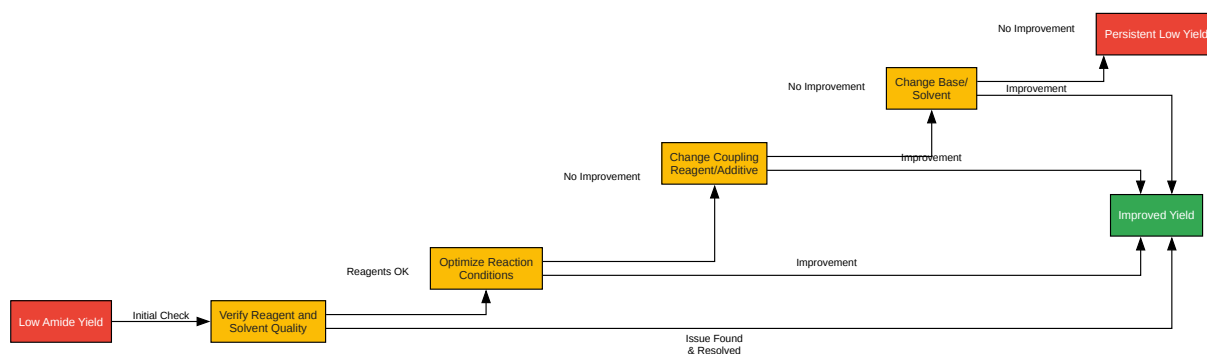 No Improvement
Persistent Low Yield
No Improvement
Change Base/
Solvent
Improvement
No Improvement
Change Coupling
Reagent/Additive
Improvement
Improved Yield
Reagents OK
Optimize Reaction
Conditions
Improvement
Low Amide Yield
Initial Check
Verify Reagent and
Solvent Quality
Issue Found
& Resolved